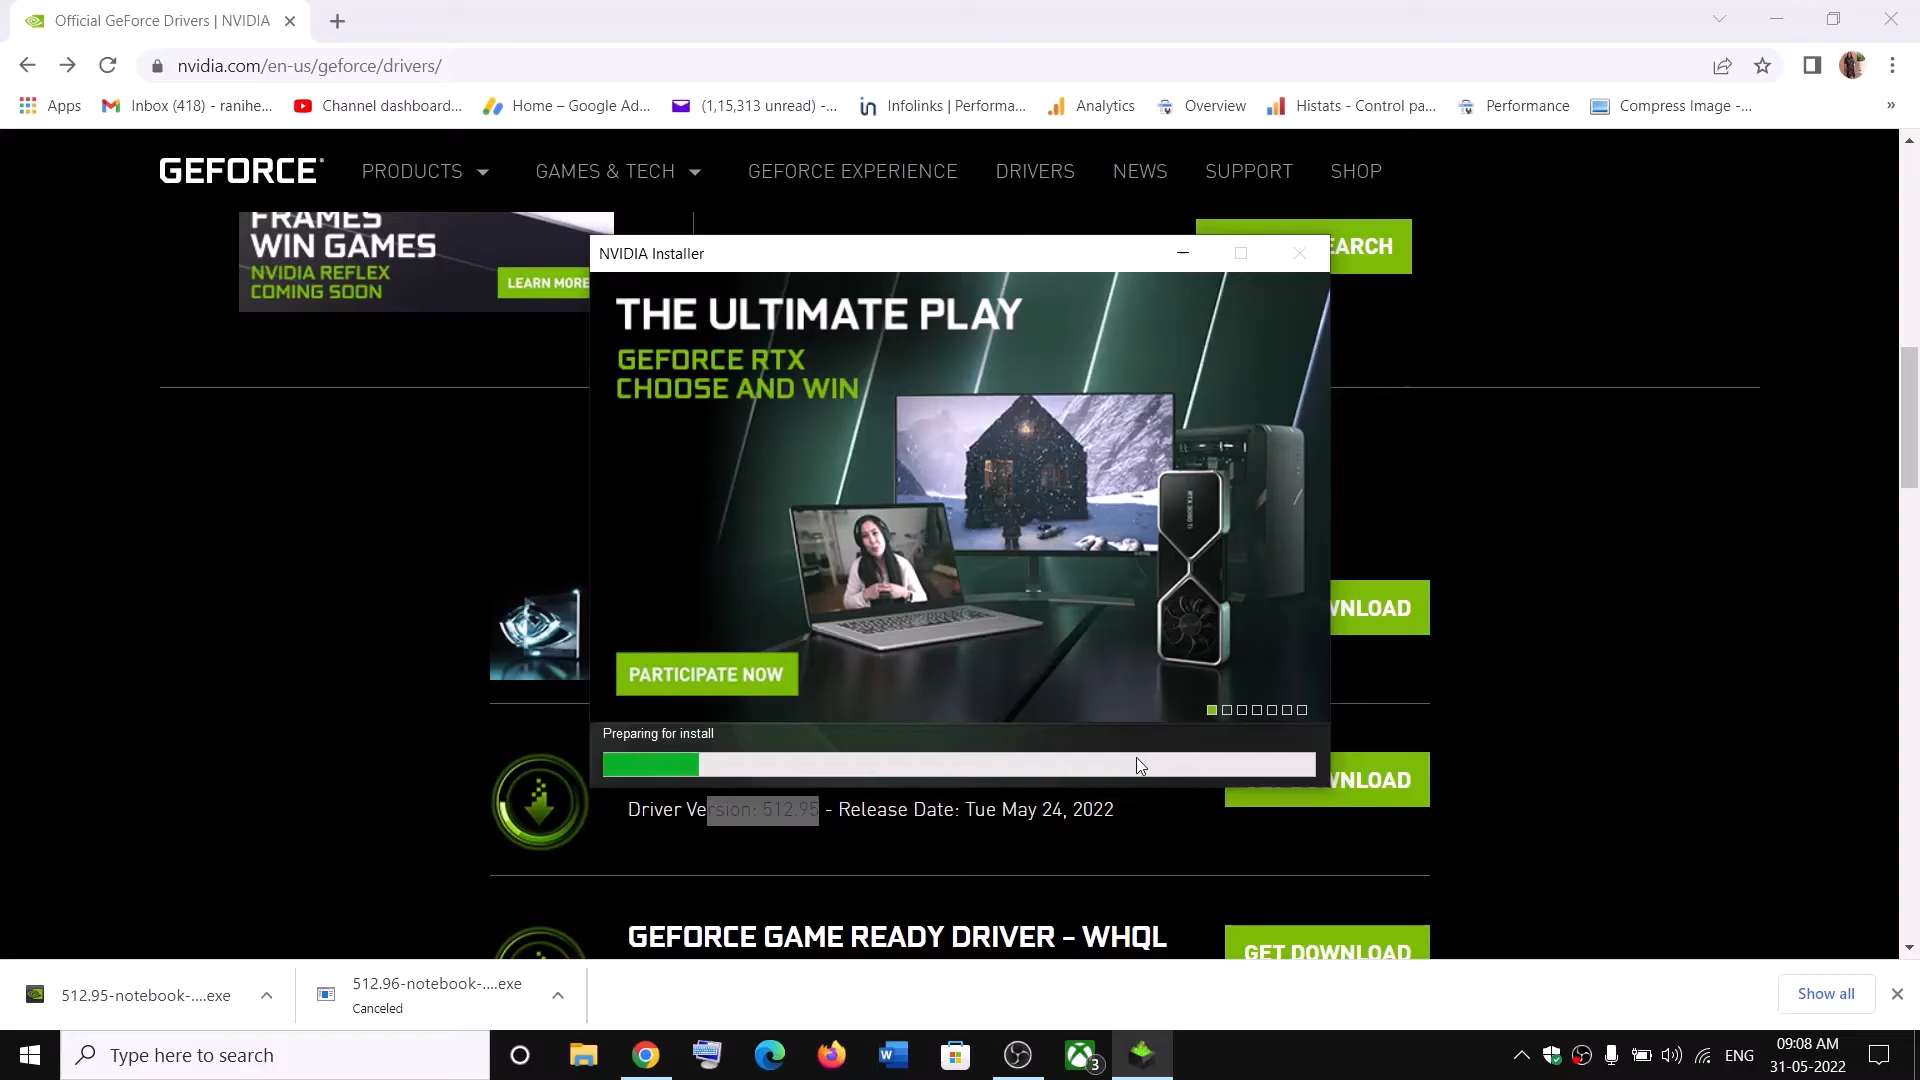 Official GeForce Drivers | NVIDIA
nvidia.com/en-us/geforce/drivers/
Apps
Inbox (418) - ranihe...
Channel dashboard...
Home – Google Ad...
(1,15,313 unread) -...
Infolinks | Performa...
Analytics
Overview
Histats - Control pa...
Performance
Compress Image -...
»
GEFORCE
PRODUCTS
GAMES & TECH
GEFORCE EXPERIENCE
DRIVERS
NEWS
SUPPORT
SHOP
FRAMES
WIN GAMES
NVIDIA REFLEX
COMING SOON
LEARN MORE
EARCH
NVIDIA Installer
THE ULTIMATE PLAY
GEFORCE RTX
CHOOSE AND WIN
PARTICIPATE NOW
WNLOAD
Preparing for install
WNLOAD
Driver Version: 512.95 - Release Date: Tue May 24, 2022
GEFORCE GAME READY DRIVER – WHQL
GET DOWNLOAD
512.95-notebook-....exe
512.96-notebook-....exe
Canceled
Show all
Type here to search
3
ENG
09:08 AM
31-05-2022